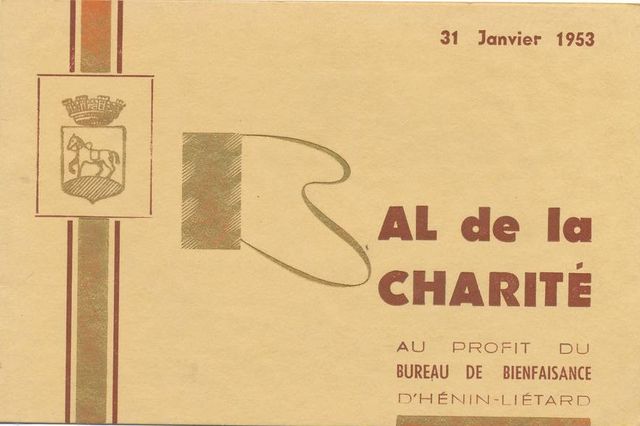 31 Janvier 1953
BAL de la
CHARITÉ
AU PROFIT DU
BUREAU DE BIENFAISANCE
D'HÉNIN-LIÉTARD